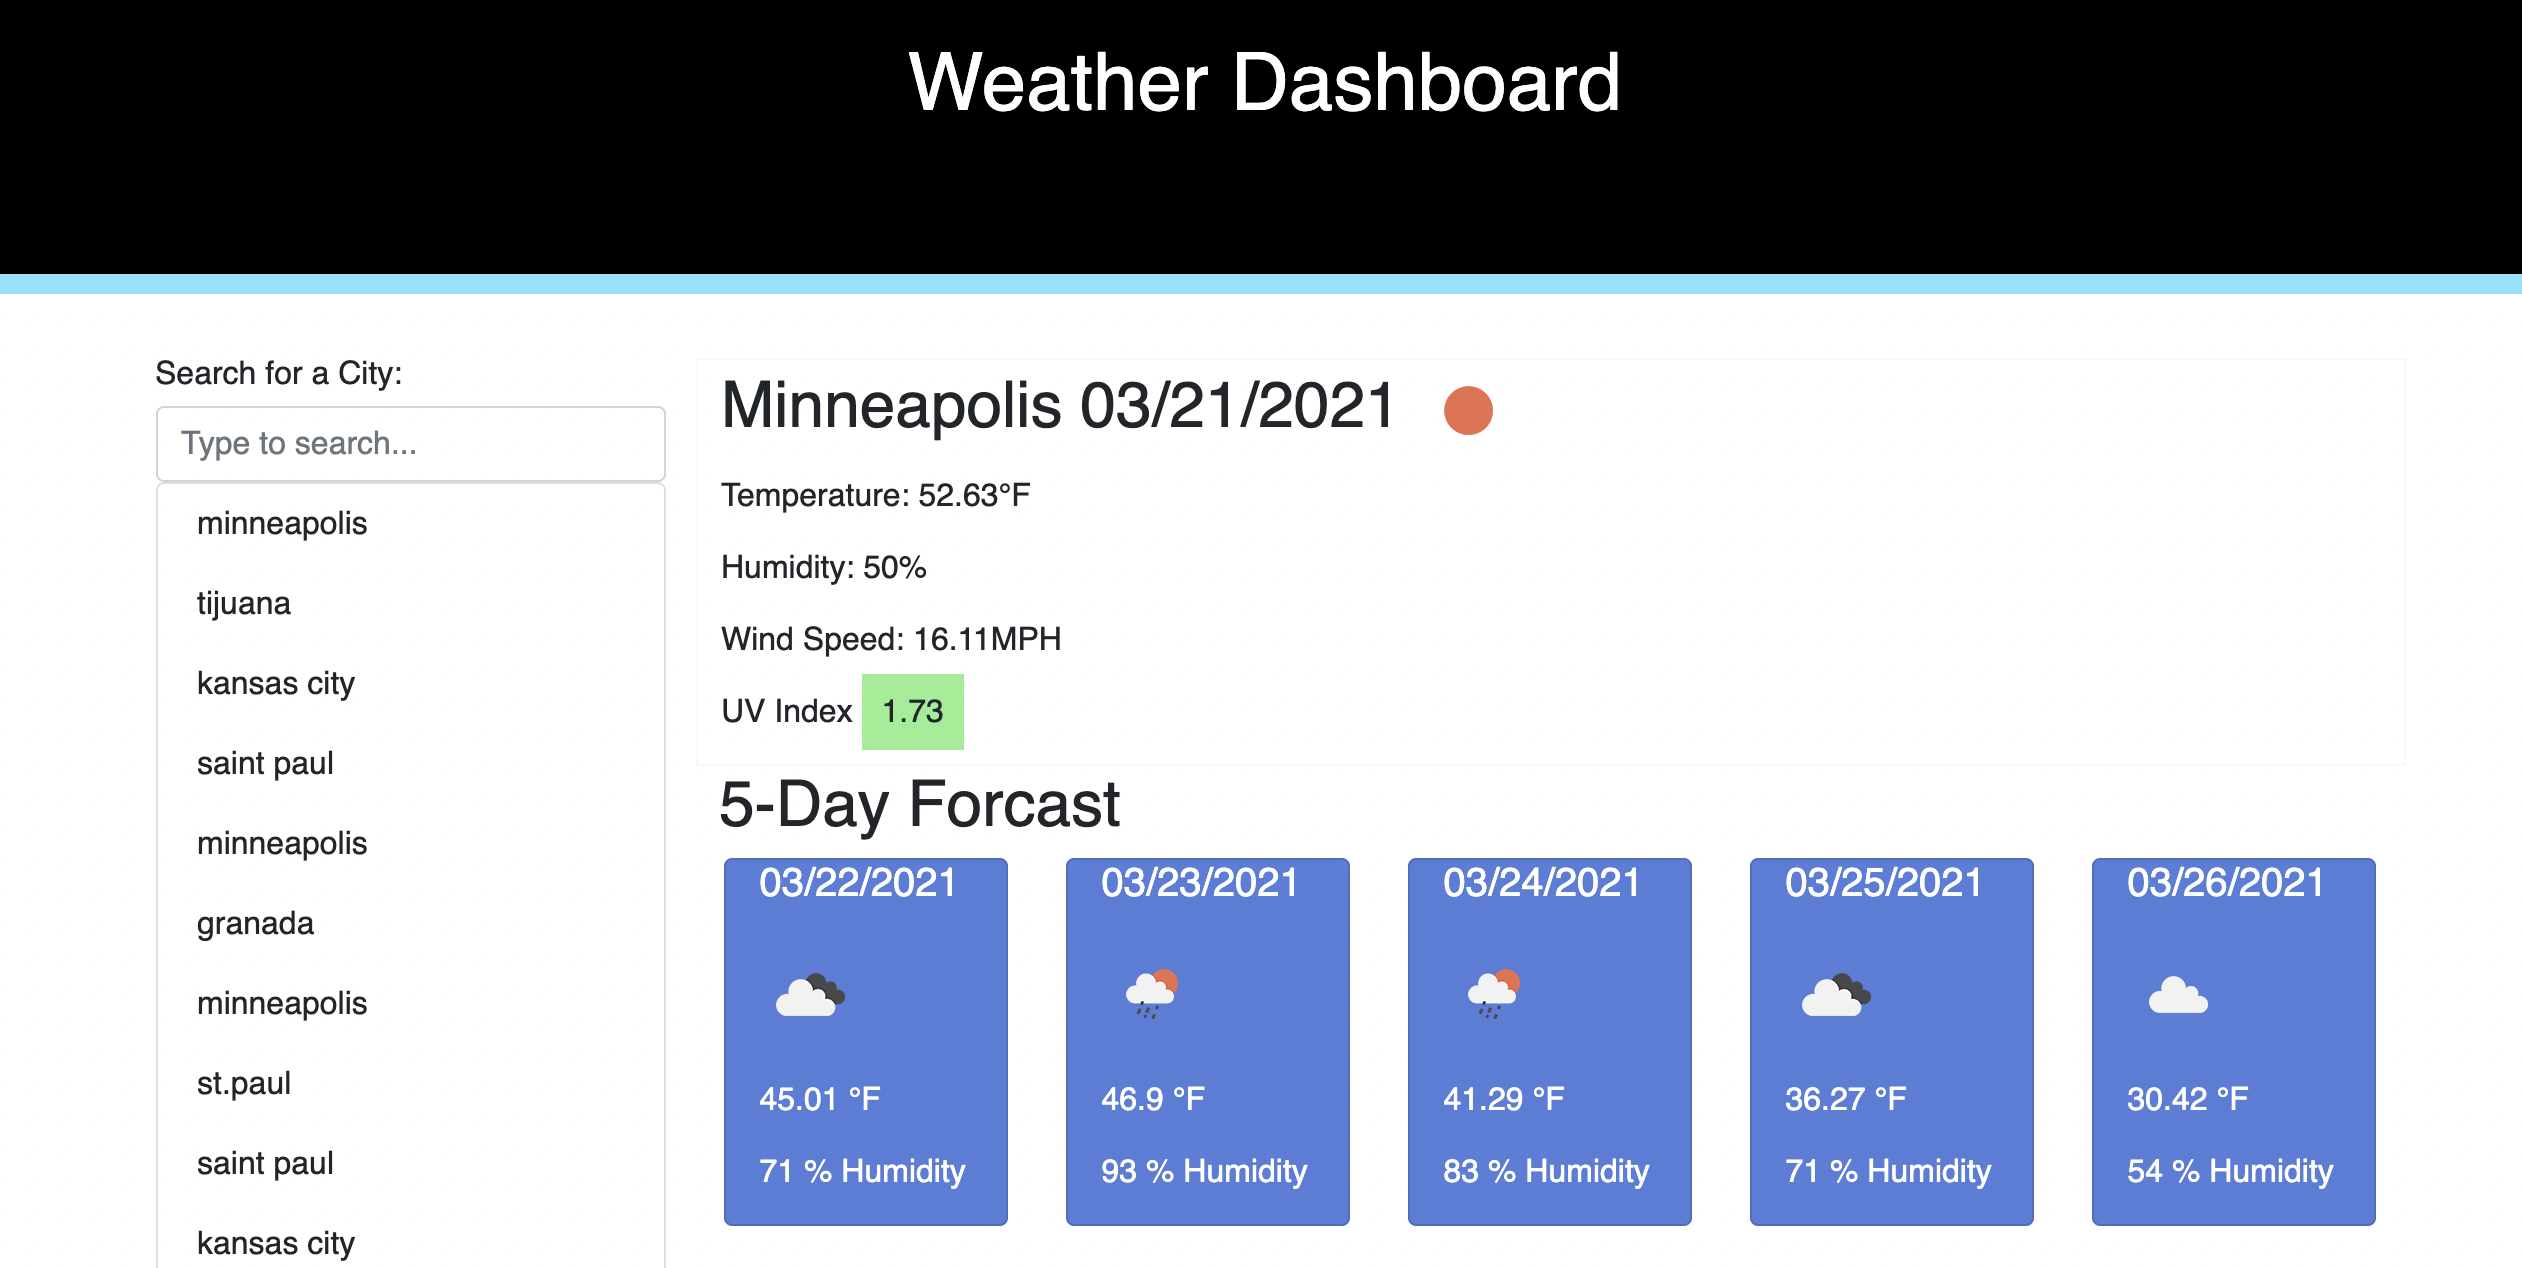 Weather Dashboard
Search for a City:
Type to search...
minneapolis
tijuana
kansas city
saint paul
minneapolis
granada
minneapolis
st.paul
saint paul
kansas city
Minneapolis 03/21/2021
Temperature: 52.63°F
Humidity: 50%
Wind Speed: 16.11MPH
UV Index 1.73
5-Day Forcast
03/22/2021
45.01 °F
71 % Humidity
03/23/2021
46.9 °F
93 % Humidity
03/24/2021
41.29 °F
83 % Humidity
03/25/2021
36.27 °F
71 % Humidity
03/26/2021
30.42 °F
54 % Humidity